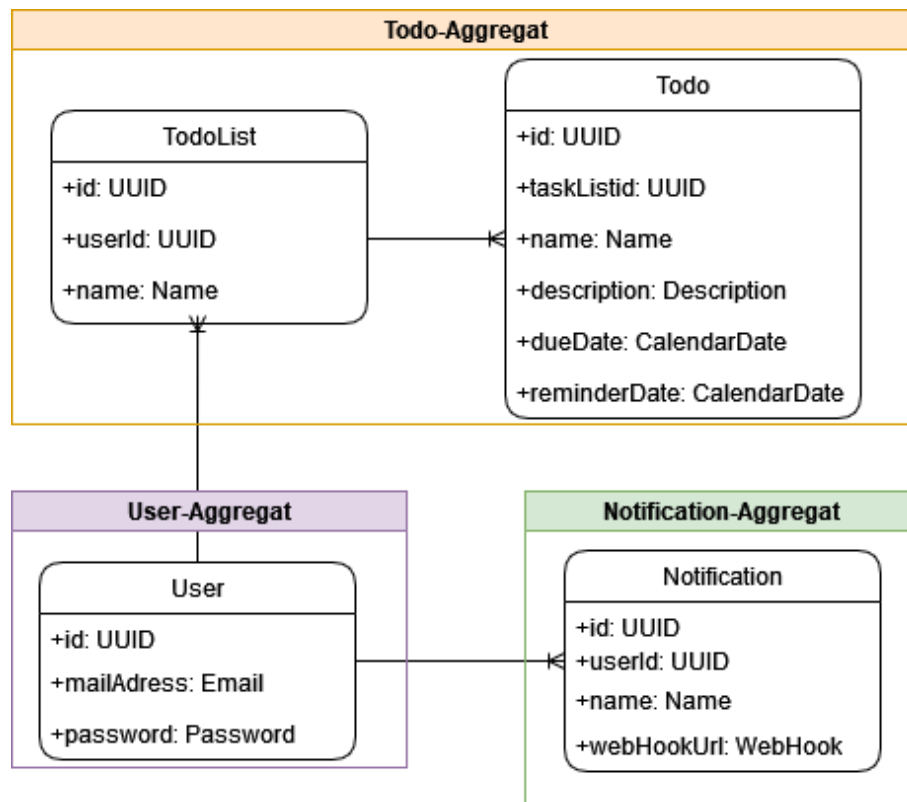 Todo-Aggregat
TodoList
+id: UUID
+userId: UUID
+name: Name
Todo
+id: UUID
+taskListid: UUID
+name: Name
+description: Description
+dueDate: CalendarDate
+reminderDate: CalendarDate
User-Aggregat
User
+id: UUID
+mailAdress: Email
+password: Password
Notification-Aggregat
Notification
+id: UUID
+userId: UUID
+name: Name
+webHookUrl: WebHook